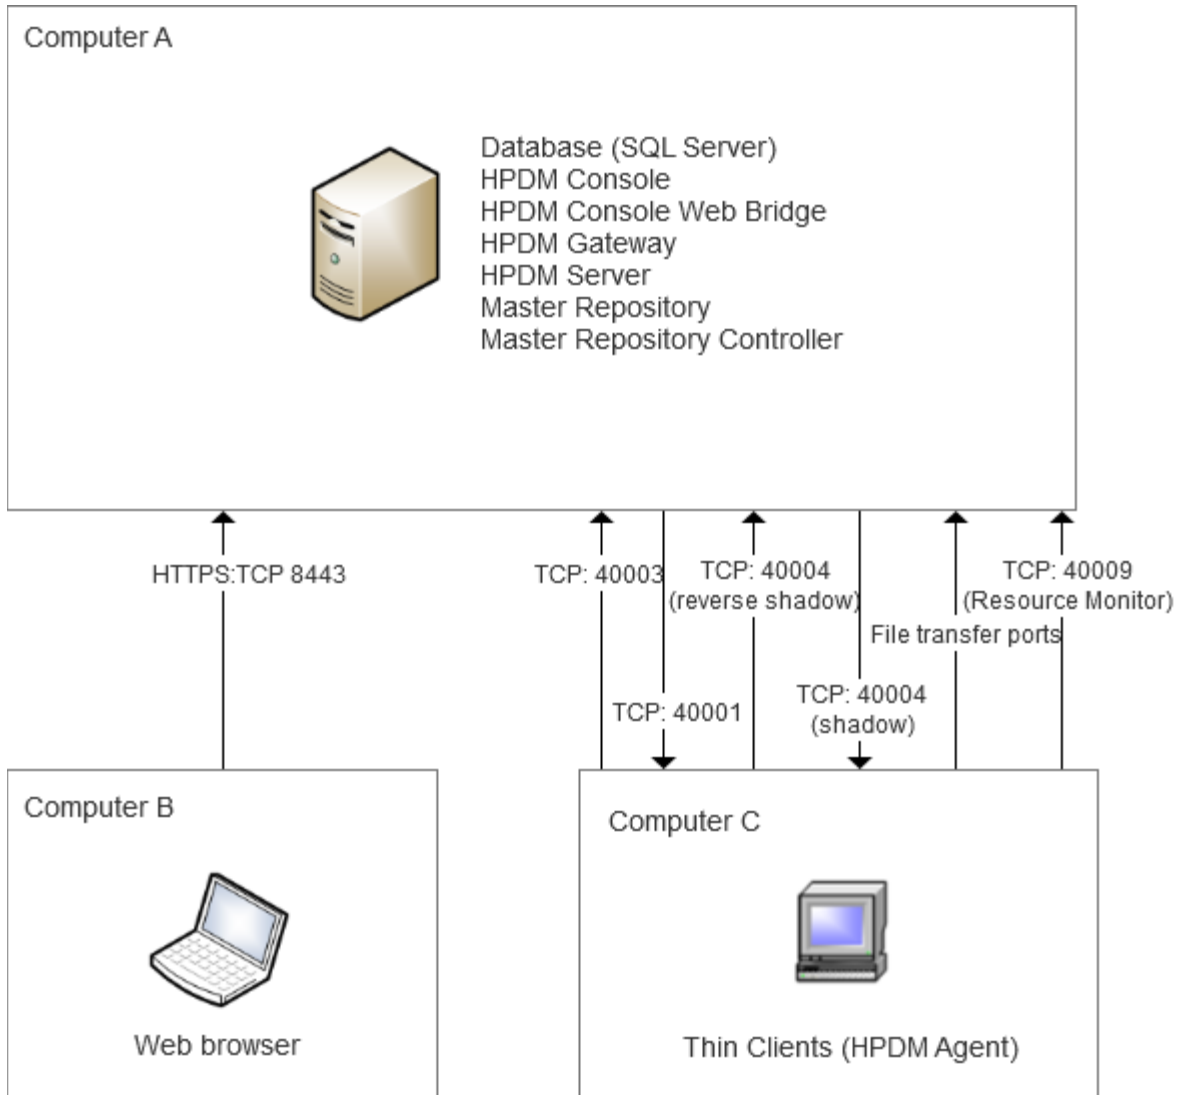 Computer A
Database (SQL Server)
HPDM Console
HPDM Console Web Bridge
HPDM Gateway
HPDM Server
Master Repository
Master Repository Controller
HTTPS:TCP 8443
TCP: 40003
TCP: 40004
(reverse shadow)
TCP: 40009
(Resource Monitor)
File transfer ports
TCP: 40001
TCP: 40004
(shadow)
Computer B
Web browser
Computer C
Thin Clients (HPDM Agent)